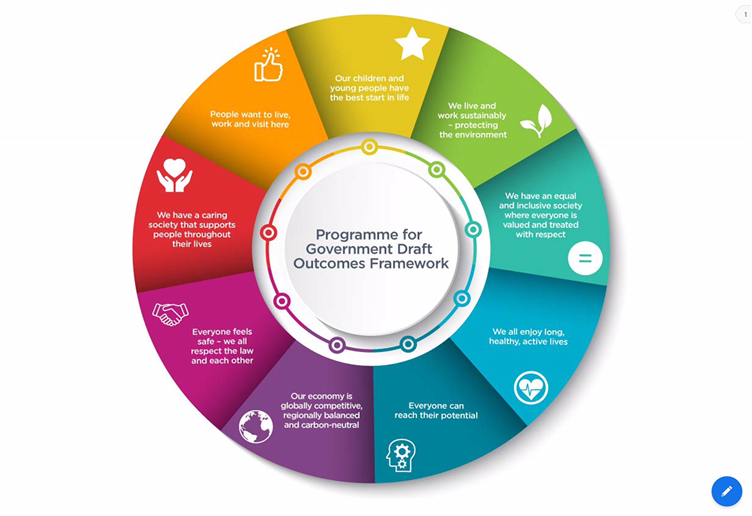 1
Our children and
young people have
the best start in life
We live and
work sustainably
– protecting
the environment
We have an equal
and inclusive society
where everyone is
valued and treated
with respect
=
We all enjoy long,
healthy, active lives
Everyone can
reach their potential
Our economy is
globally competitive,
regionally balanced
and carbon-neutral
Everyone feels
safe – we all
respect the law
and each other
We have a caring
society that supports
people throughout
their lives
People want to live,
work and visit here
Programme for
Government Draft
Outcomes Framework